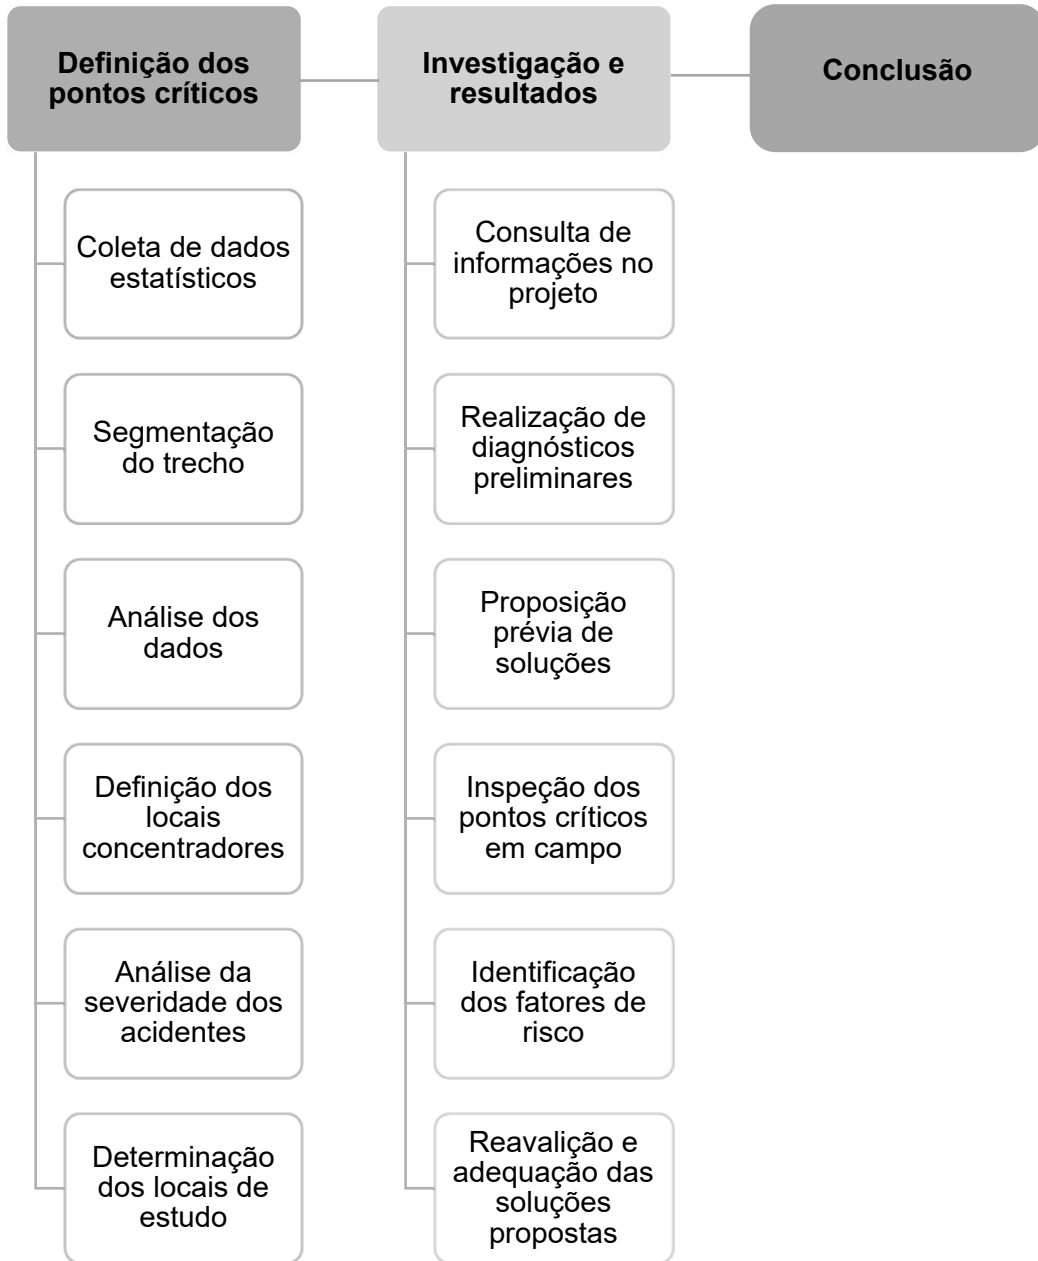 Definição dos
pontos críticos
Coleta de dados
estatísticos
Segmentação
do trecho
Análise dos
dados
Definição dos
locais
concentradores
Análise da
severidade dos
acidentes
Determinação
dos locais de
estudo
Investigação e
resultados
Consulta de
informações no
projeto
Realização de
diagnósticos
preliminares
Proposição
prévia de
soluções
Inspeção dos
pontos críticos
em campo
Identificação
dos fatores de
risco
Reavalição e
adequação das
soluções
propostas
Conclusão